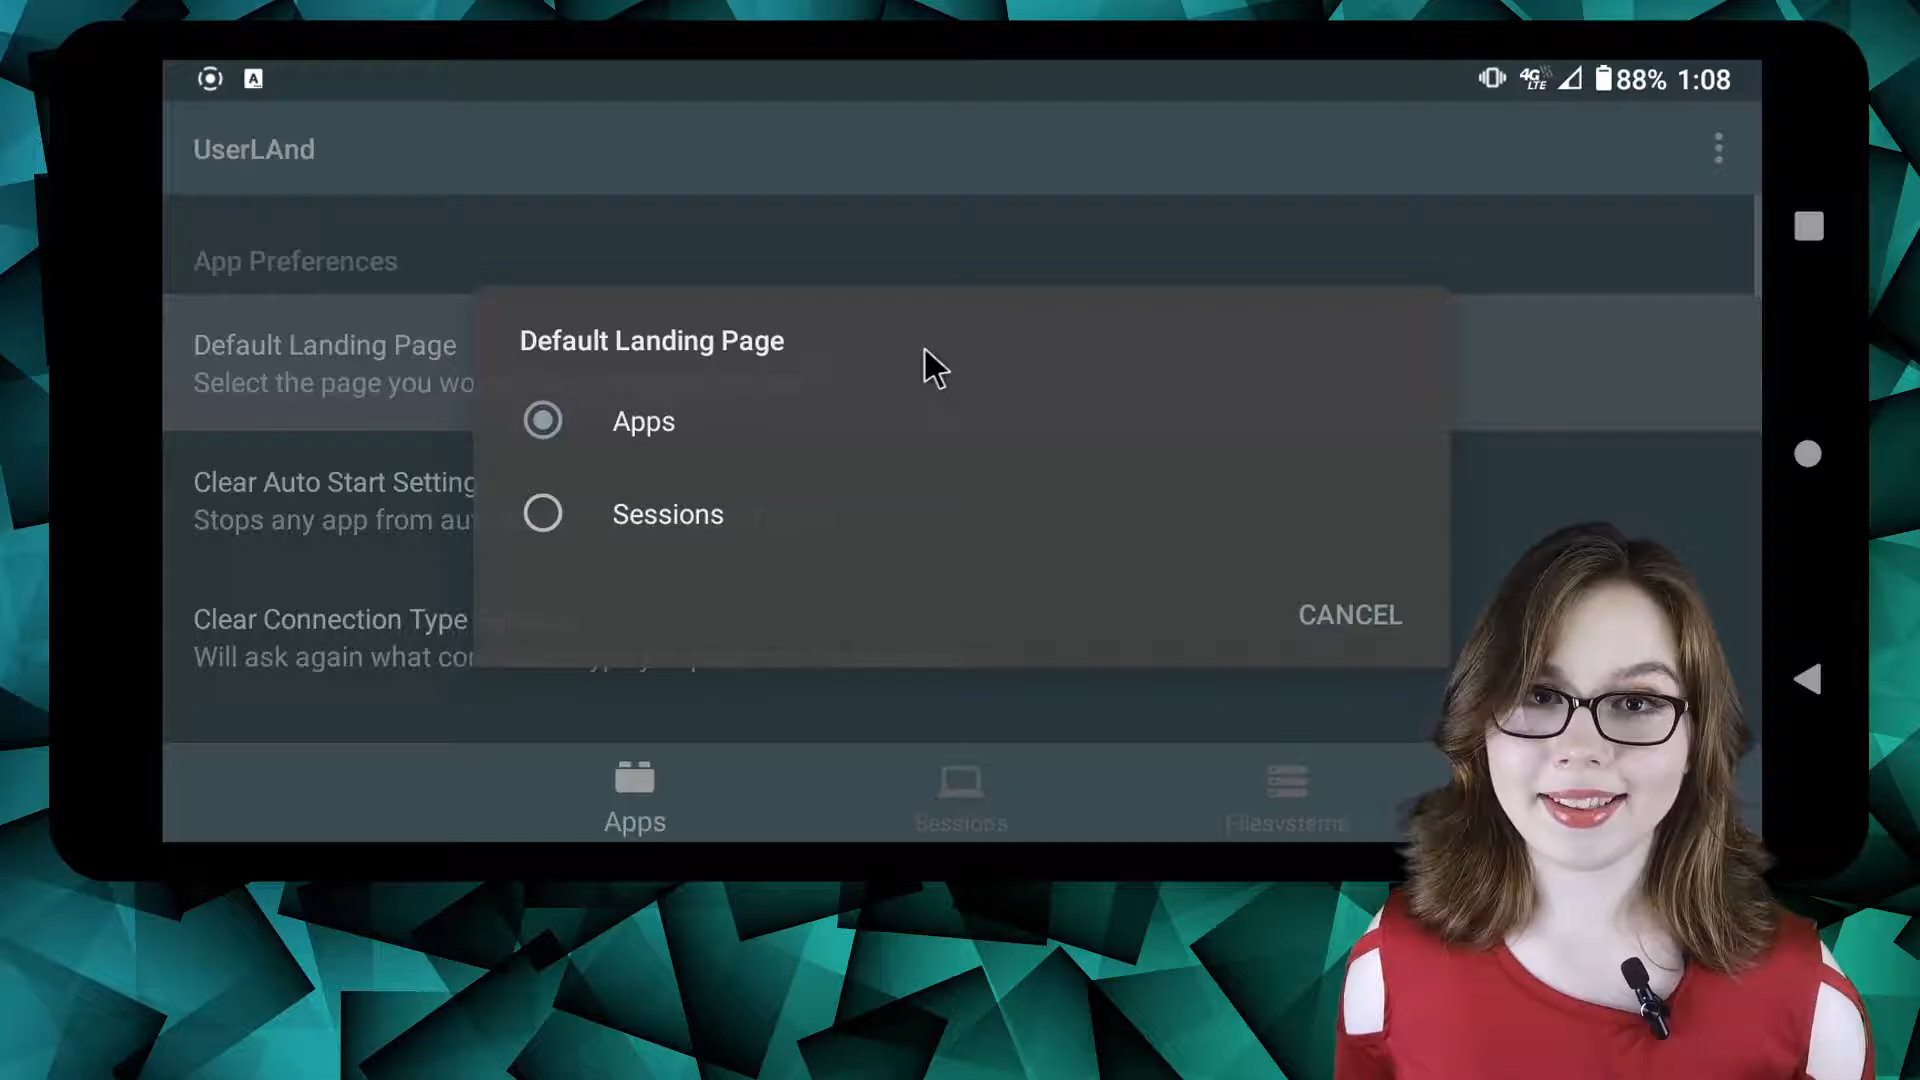 A
4G LTE 88% 1:08
UserLAnd
App Preferences
Default Landing Page
Select the page you wo
Default Landing Page
Apps
Sessions
Clear Auto Start Setting
Stops any app from au
Clear Connection Type
Will ask again what co
CANCEL
Apps
Sessions
Filesystems